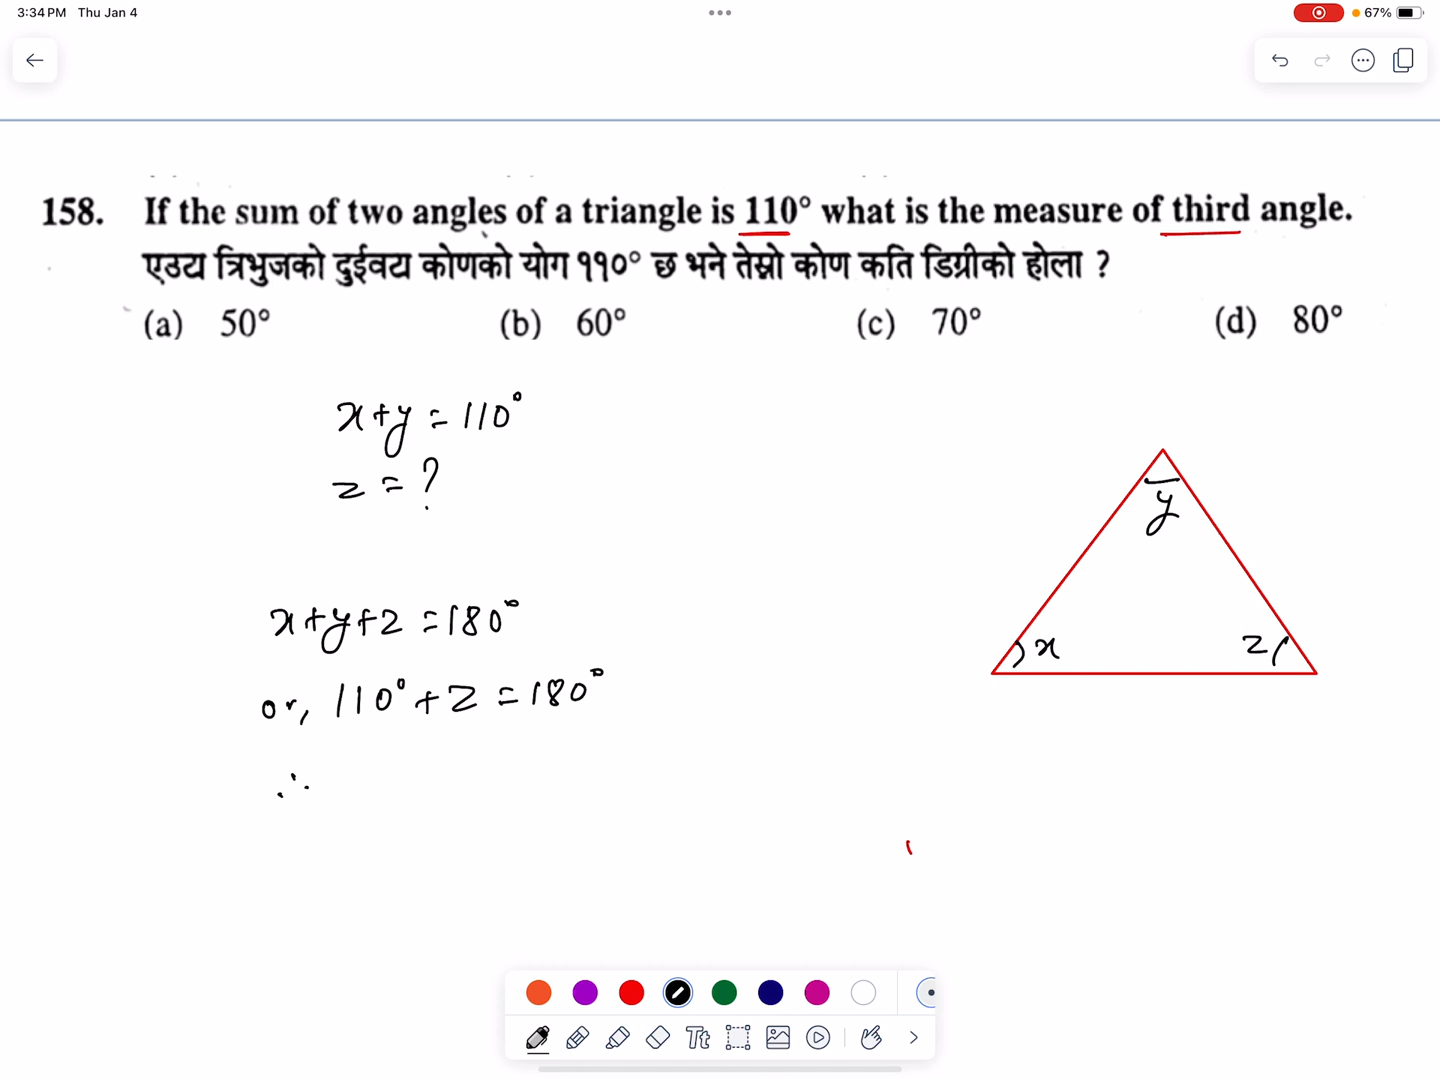 3:34 PM Thu Jan 4
67%
158. If the sum of two angles of a triangle is 110° what is the measure of third angle.
एउटा त्रिभुजको दुईवटा कोणको योग ११०° छ भने तेस्रो कोण कति डिग्रीको होला ?
(a) 50° (b) 60° (c) 70° (d) 80°
x+y = 110°
z = ?
y
x+y+z = 180°
x z
or, 110° + z = 180°
∴
Tt